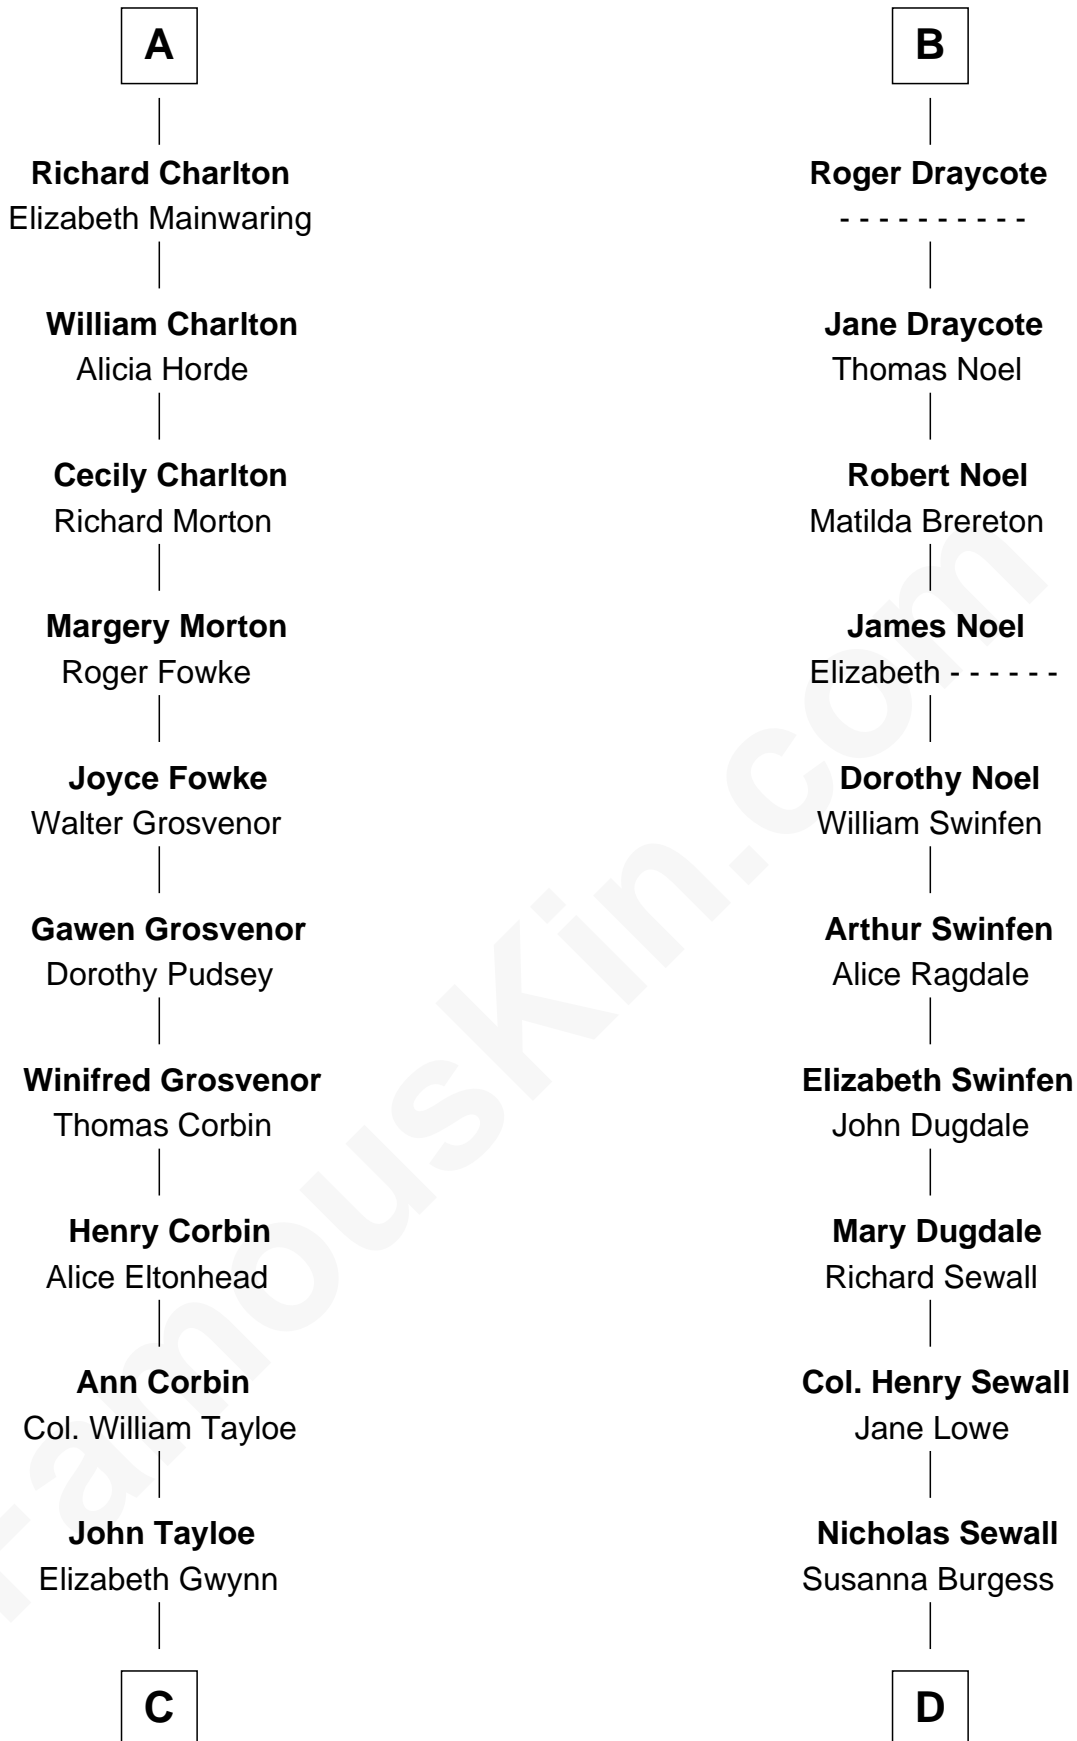 A
Richard Charlton
Elizabeth Mainwaring
William Charlton
Alicia Horde
Cecily Charlton
Richard Morton
Margery Morton
Roger Fowke
Joyce Fowke
Walter Grosvenor
Gawen Grosvenor
Dorothy Pudsey
Winifred Grosvenor
Thomas Corbin
Henry Corbin
Alice Eltonhead
Ann Corbin
Col. William Tayloe
John Tayloe
Elizabeth Gwynn
C
B
Roger Draycote
- - - - - - - - - -
Jane Draycote
Thomas Noel
Robert Noel
Matilda Brereton
James Noel
Elizabeth - - - - - -
Dorothy Noel
William Swinfen
Arthur Swinfen
Alice Ragdale
Elizabeth Swinfen
John Dugdale
Mary Dugdale
Richard Sewall
Col. Henry Sewall
Jane Lowe
Nicholas Sewall
Susanna Burgess
D
FamousKin.com